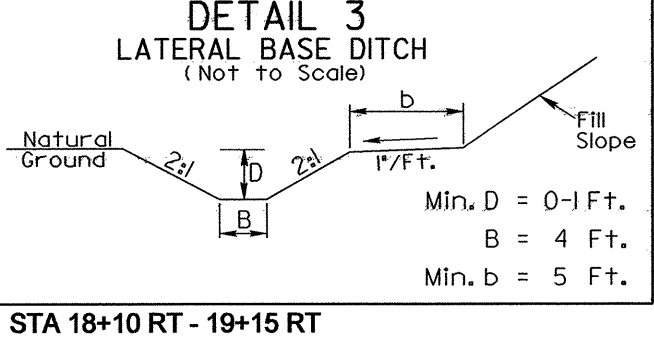 DETAIL 3
LATERAL BASE DITCH
(Not to Scale)
b
Natural
Ground
2:1
D
2:1
1"/Ft.
Fill
Slope
B
Min. D = 0-1 Ft.
B = 4 Ft.
Min. b = 5 Ft.
STA 18+10 RT - 19+15 RT